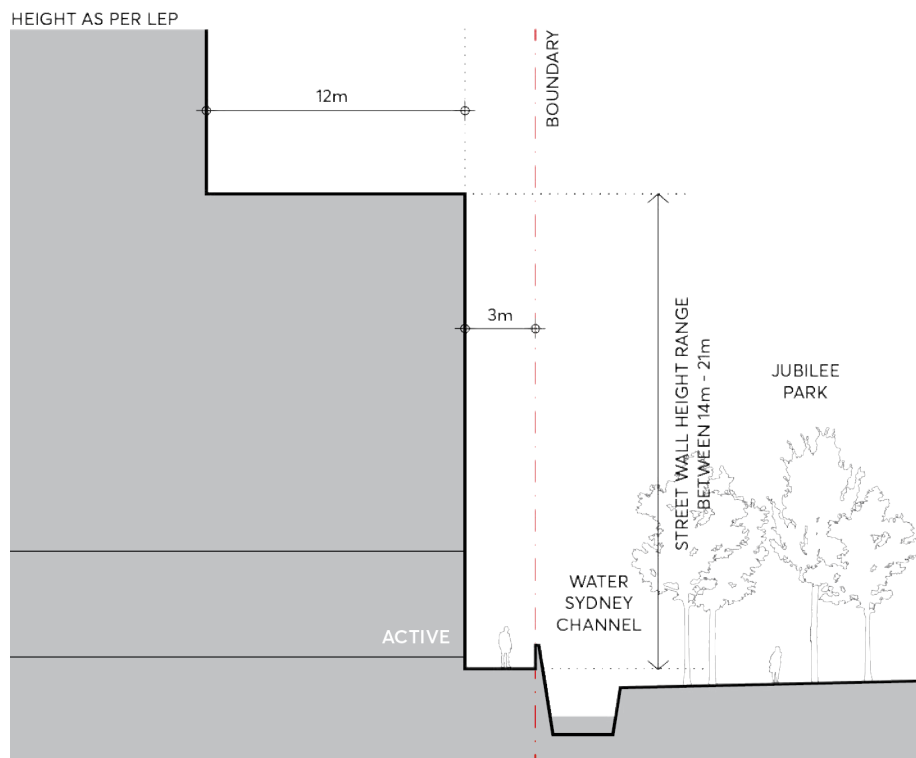 HEIGHT AS PER LEP
BOUNDARY
12m
3m
STREET WALL HEIGHT RANGE
BETWEEN 14m - 21m
JUBILEE
PARK
WATER
SYDNEY
CHANNEL
ACTIVE